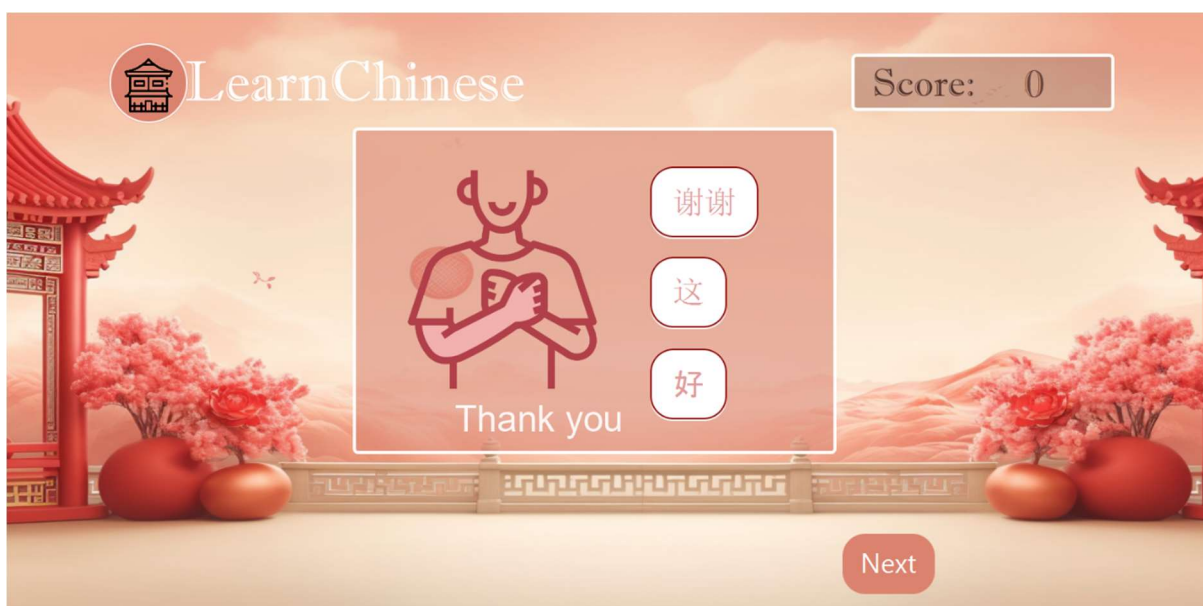 LearnChinese
Score: 0
谢谢
这
好
Thank you
Next